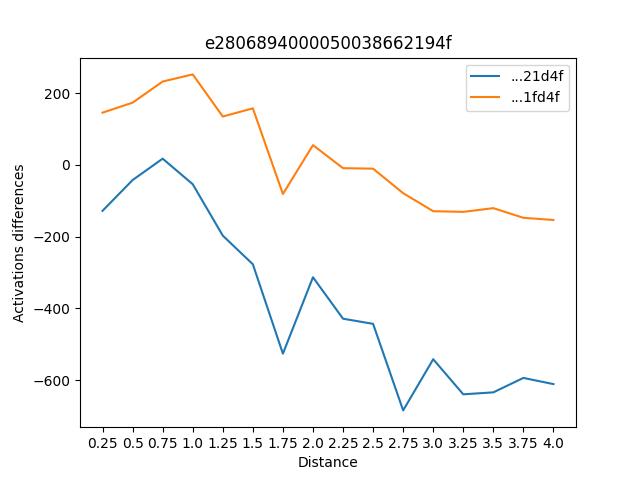 e2806894000050038662194f
...21d4f
...1fd4f
Activations differences
200
0
−200
−400
−600
0.25 0.5 0.75 1.0 1.25 1.5 1.75 2.0 2.25 2.5 2.75 3.0 3.25 3.5 3.75 4.0
Distance